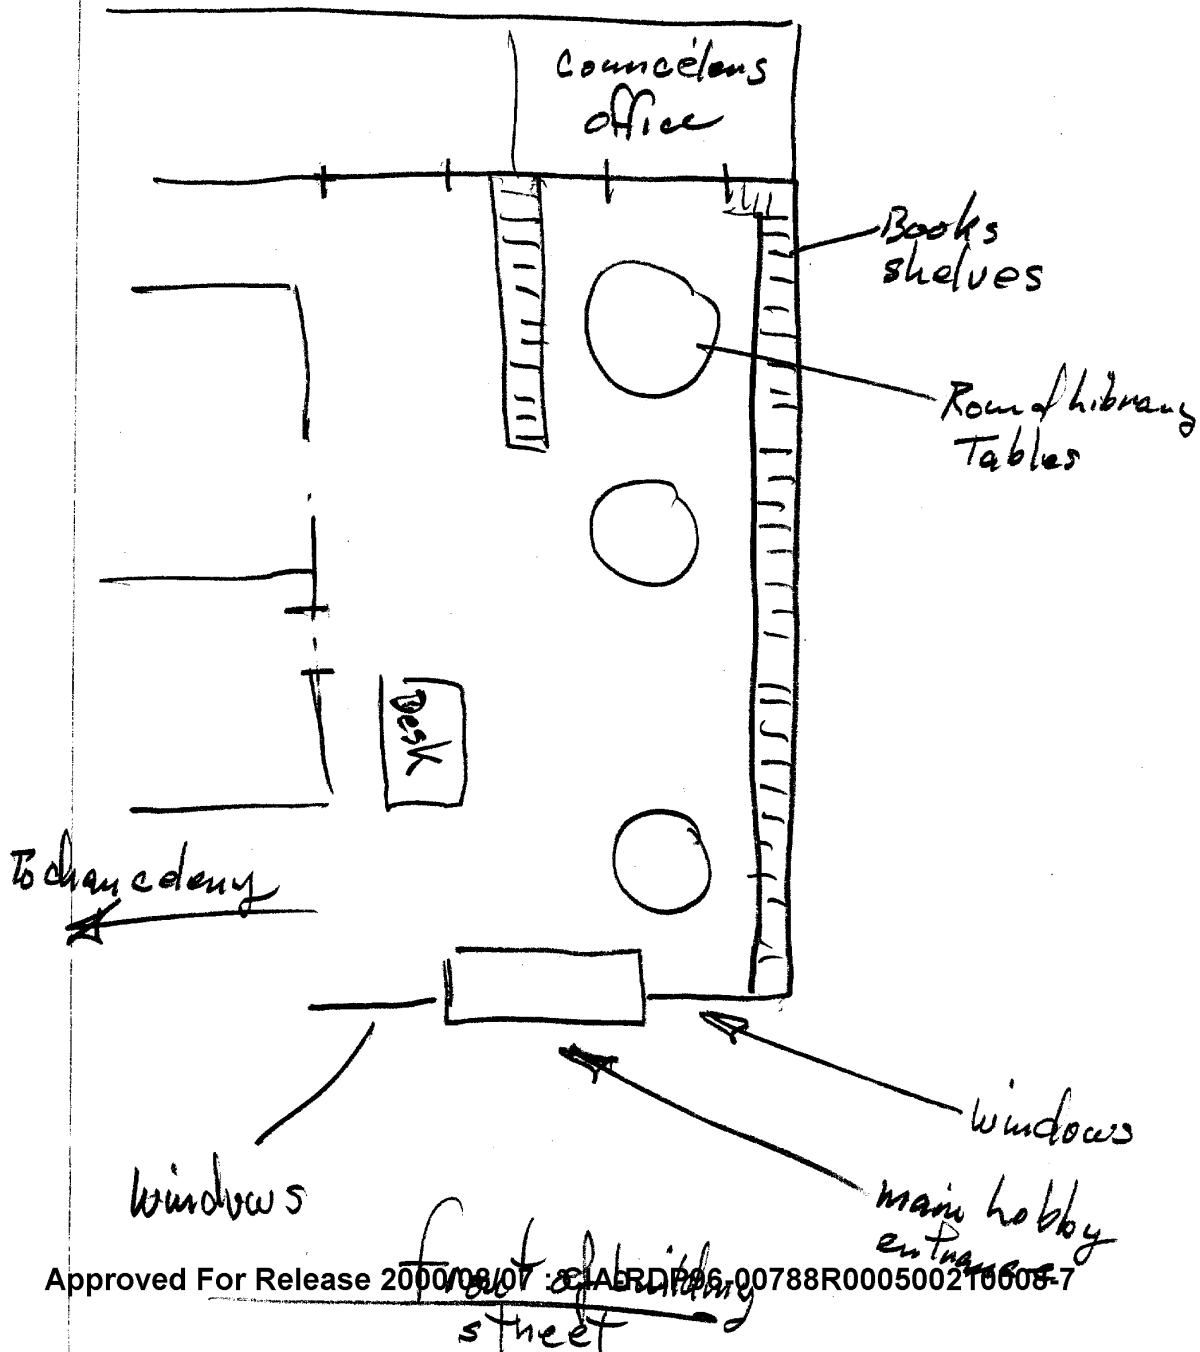 Councelors
office
Books
shelves
Round Library
Tables
Desk
To chancelery
windows
windows
main Lobby
entrance
Front of building
Approved For Release 2000/08/07 : CIA-RDP96-00788R000500210008-7
street